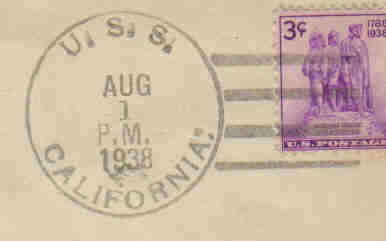 U. S. S.
AUG
1
P.M.
1938
CALIFORNIA.
3¢
1788
1938
U.S. POSTAGE